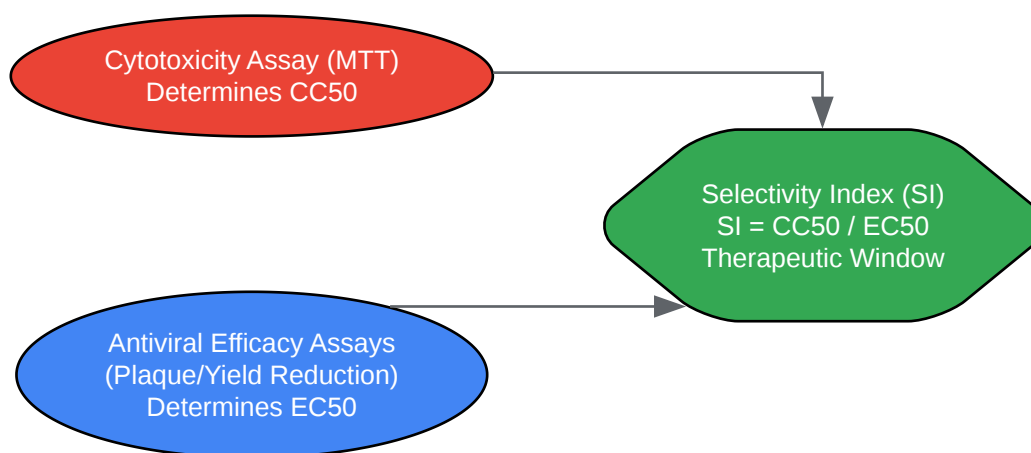 Cytotoxicity Assay (MTT)
Determines CC50
Selectivity Index (SI)
SI = CC50 / EC50
Therapeutic Window
Antiviral Efficacy Assays
(Plaque/Yield Reduction)
Determines EC50